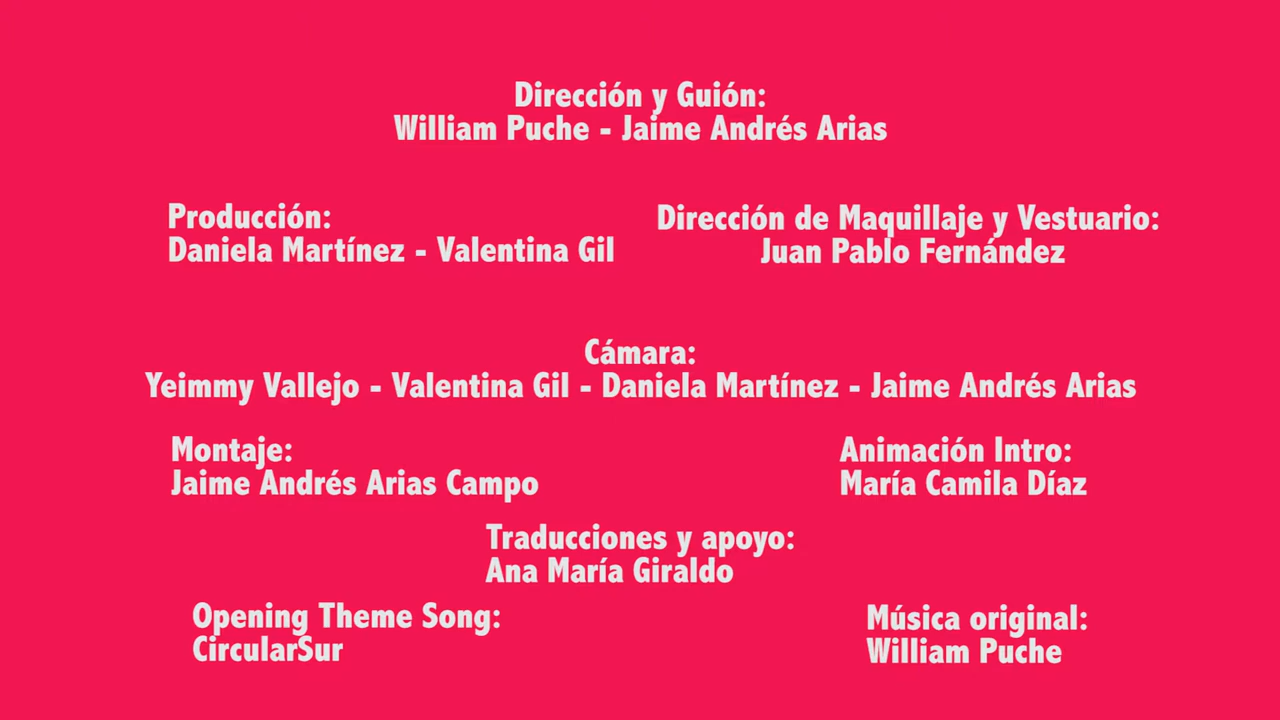 Dirección y Guión:
William Puche - Jaime Andrés Arias
Producción:
Daniela Martínez - Valentina Gil
Dirección de Maquillaje y Vestuario:
Juan Pablo Fernández
Cámara:
Yeimmy Vallejo - Valentina Gil - Daniela Martínez - Jaime Andrés Arias
Montaje:
Jaime Andrés Arias Campo
Animación Intro:
María Camila Díaz
Traducciones y apoyo:
Ana María Giraldo
Opening Theme Song:
CircularSur
Música original:
William Puche